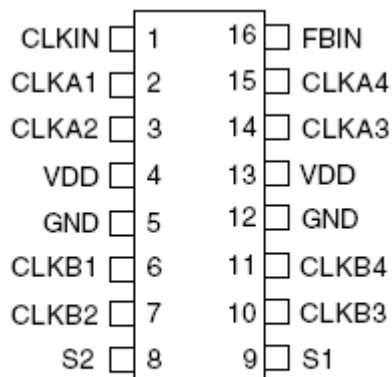 CLKIN 1 16 FBIN
CLKA1 2 15 CLKA4
CLKA2 3 14 CLKA3
VDD 4 13 VDD
GND 5 12 GND
CLKB1 6 11 CLKB4
CLKB2 7 10 CLKB3
S2 8 9 S1